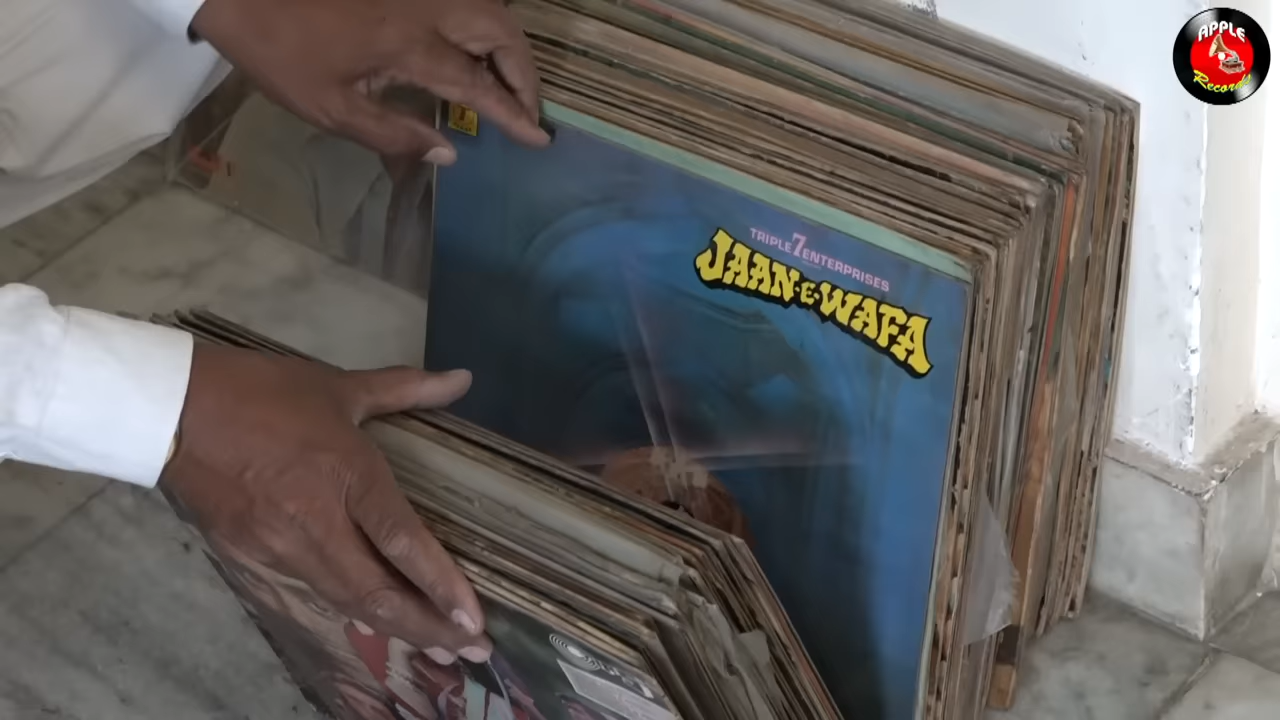 APPLE
Records
TRIPLE 7 ENTERPRISES
JAAN-E-WAFA
T